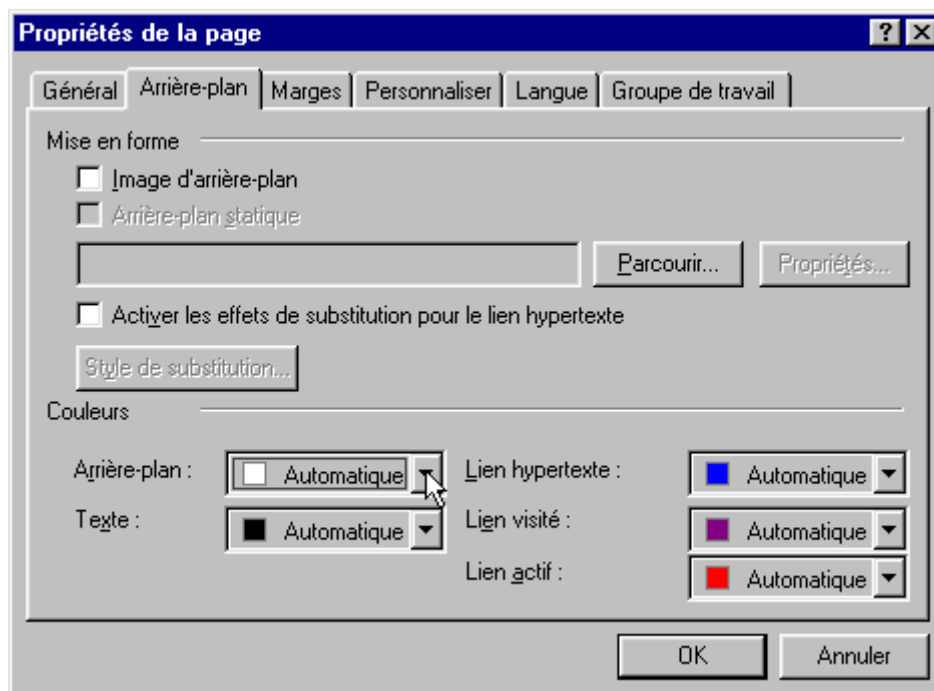 Propriétés de la page
Général Arrière-plan Marges Personnaliser Langue Groupe de travail
Mise en forme
Image d'arrière-plan
Arrière-plan statique
Parcourir... Propriétés...
Activer les effets de substitution pour le lien hypertexte
Style de substitution...
Couleurs
Arrière-plan : Automatique Lien hypertexte : Automatique
Texte : Automatique Lien visité : Automatique
Lien actif : Automatique
OK Annuler